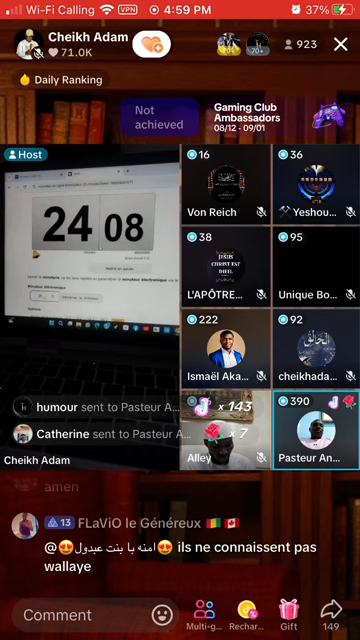 Wi-Fi Calling VPN 4:59 PM 37%
Cheikh Adam
71.0K
70+
923
Daily Ranking
Not
achieved
Gaming Club
Ambassadors
08/12 - 09/01
Host
24 08
16
Von Reich
36
Yeshou...
38
JESUS
CHRIST EST
DIEU
L'APÔTRE...
95
Unique Bo...
222
Ismaël Aka...
92
cheikhada...
humour sent to Pasteur A...
Catherine sent to Pasteur A...
Cheikh Adam
x 143
x 7
Alley
390
Pasteur An...
amen
13 FLaViO le Généreux
@😍امنه با بنت عبدول😍 ils ne connaissent pas
wallaye
Comment
Multi-g...
Rechar...
Gift
149